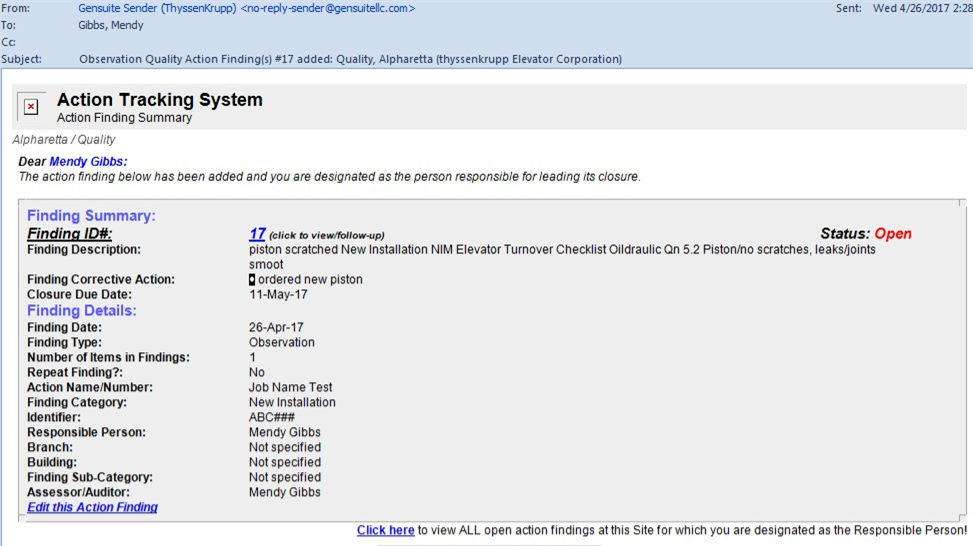 From: Gensuite Sender (ThyssenKrupp) <no-reply-sender@gensuitellc.com> Sent: Wed 4/26/2017 2:28
To: Gibbs, Mendy
Cc:
Subject: Observation Quality Action Finding(s) #17 added: Quality, Alpharetta (thyssenkrupp Elevator Corporation)
Action Tracking System
Action Finding Summary
Alpharetta / Quality
Dear Mendy Gibbs:
The action finding below has been added and you are designated as the person responsible for leading its closure.
Finding Summary:
Finding ID#: 17 (click to view/follow-up) Status: Open
Finding Description: piston scratched New Installation NIM Elevator Turnover Checklist Oildraulic Qn 5.2 Piston/no scratches, leaks/joints
smoot
Finding Corrective Action: ordered new piston
Closure Due Date: 11-May-17
Finding Details:
Finding Date: 26-Apr-17
Finding Type: Observation
Number of Items in Findings: 1
Repeat Finding?: No
Action Name/Number: Job Name Test
Finding Category: New Installation
Identifier: ABC###
Responsible Person: Mendy Gibbs
Branch: Not specified
Building: Not specified
Finding Sub-Category: Not specified
Assessor/Auditor: Mendy Gibbs
Edit this Action Finding
Click here to view ALL open action findings at this Site for which you are designated as the Responsible Person!